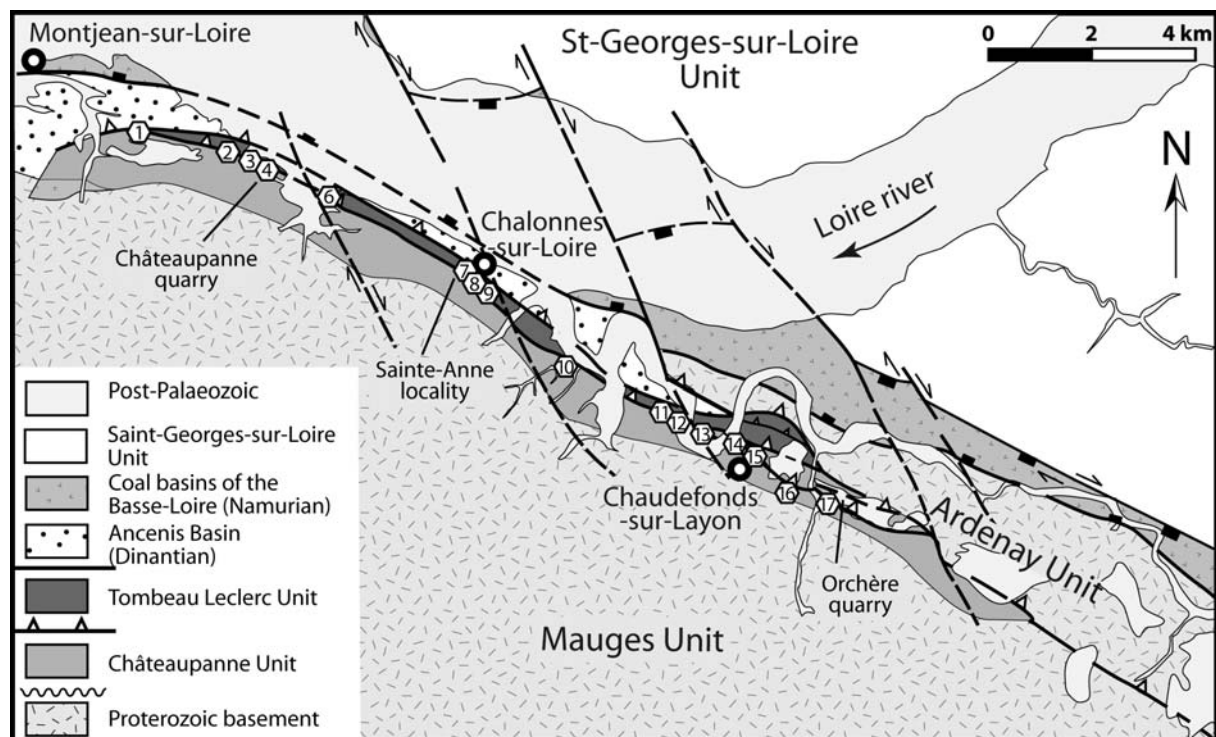 Montjean-sur-Loire
St-Georges-sur-Loire
Unit
0 2 4 km
N
Loire river
1
2
3
4
6
Châteaupanne
quarry
Chalonnes
-sur-Loire
7
8
9
Sainte-Anne
locality
10
11
12
13
14
15
16
17
Chaudefonds
-sur-Layon
Ardenay Unit
Orchère
quarry
Mauges Unit
Post-Palaeozoic
Saint-Georges-sur-Loire
Unit
Coal basins of the
Basse-Loire (Namurian)
Ancenis Basin
(Dinantian)
Tombeau Leclerc Unit
Châteaupanne Unit
Proterozoic basement